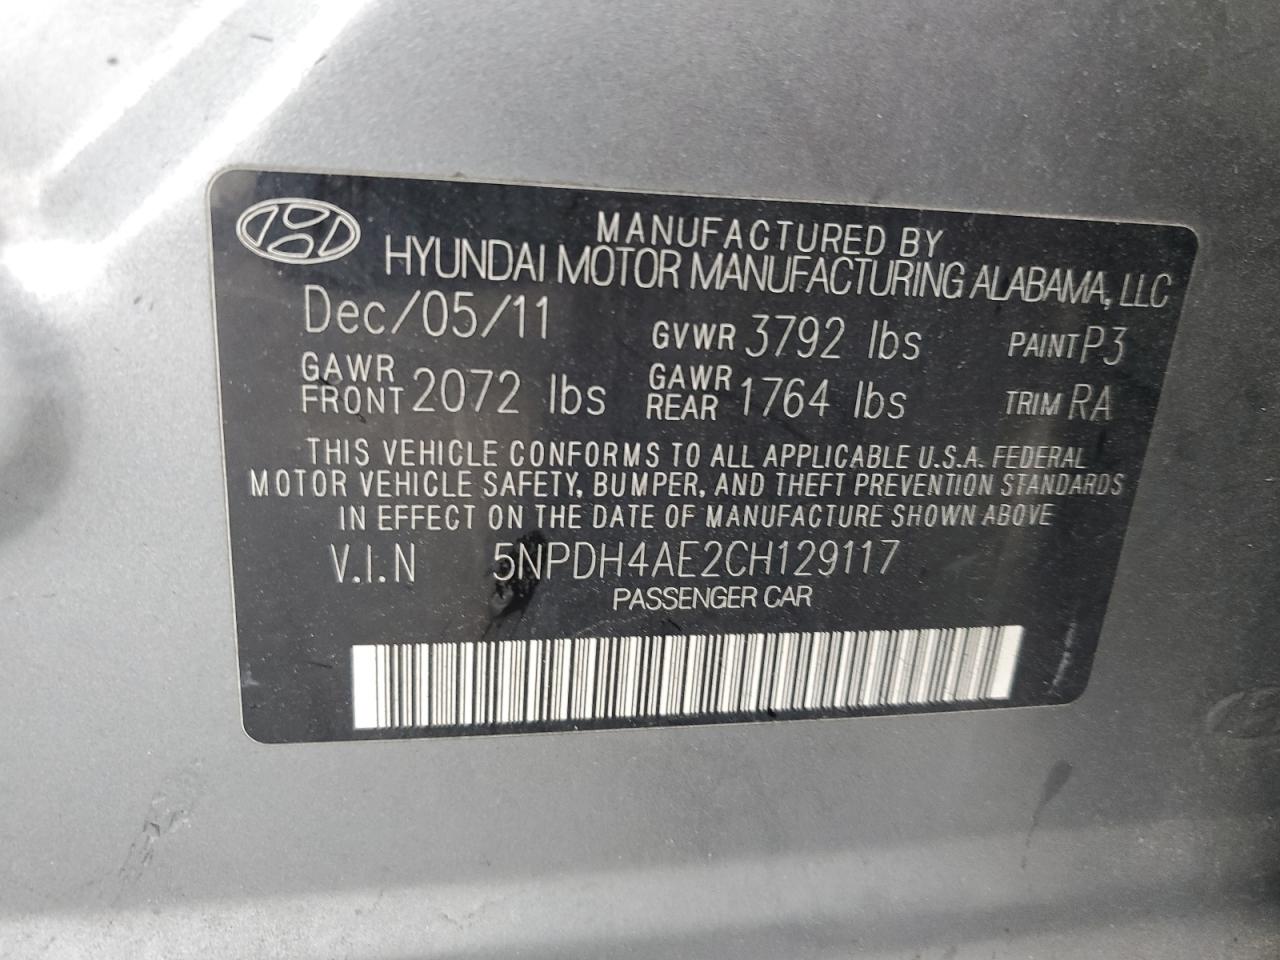 MANUFACTURED BY
HYUNDAI MOTOR MANUFACTURING ALABAMA, LLC
Dec/05/11 GVWR 3792 lbs PAINT P3
GAWR FRONT 2072 lbs GAWR REAR 1764 lbs TRIM RA
THIS VEHICLE CONFORMS TO ALL APPLICABLE U.S.A. FEDERAL
MOTOR VEHICLE SAFETY, BUMPER, AND THEFT PREVENTION STANDARDS
IN EFFECT ON THE DATE OF MANUFACTURE SHOWN ABOVE
V.I.N 5NPDH4AE2CH129117
PASSENGER CAR